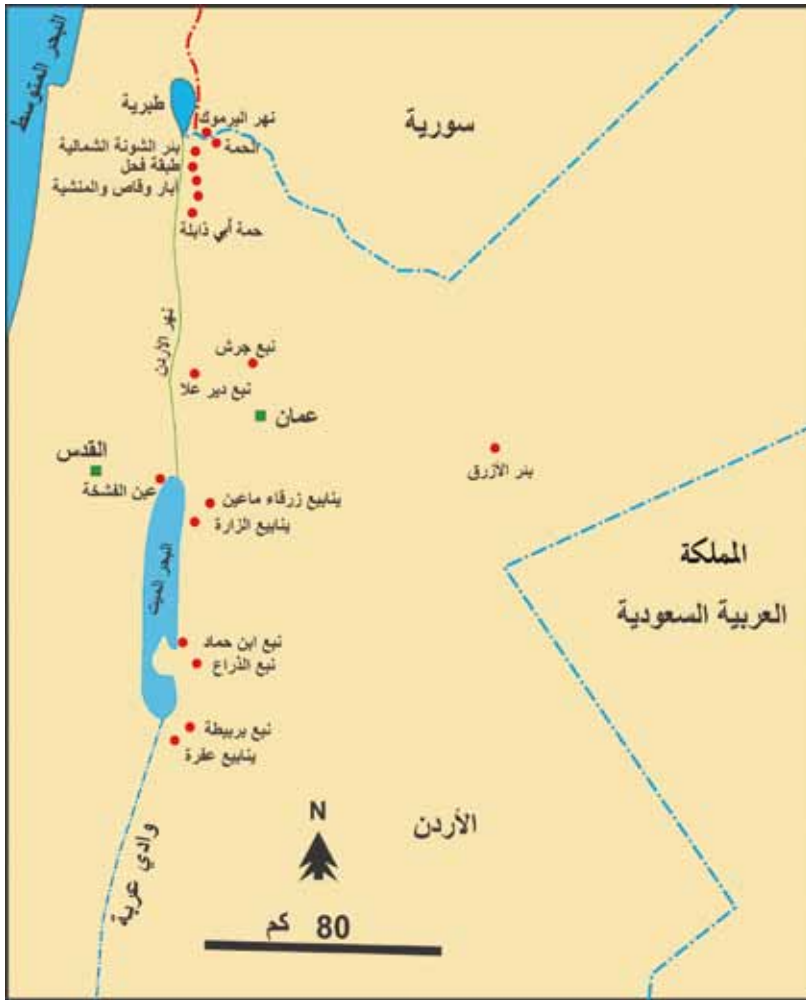 البحر المتوسط
طبرية
نهر اليرموك
سورية
الحمة
بئر الشونة الشمالية
طبقة فحل
آبار وقاص والمنشية
حمة أبي ذابلة
نهر الأردن
نبع جرش
نبع دير علا
عمان
القدس
بئر الأزرق
عين الفشخة
ينابيع زرقاء ماعين
ينابيع الزارة
البحر الميت
المملكة
العربية السعودية
نبع ابن حماد
نبع الذراع
نبع بربيطة
ينابيع عفرة
وادي عربة
الأردن
N
80 كم